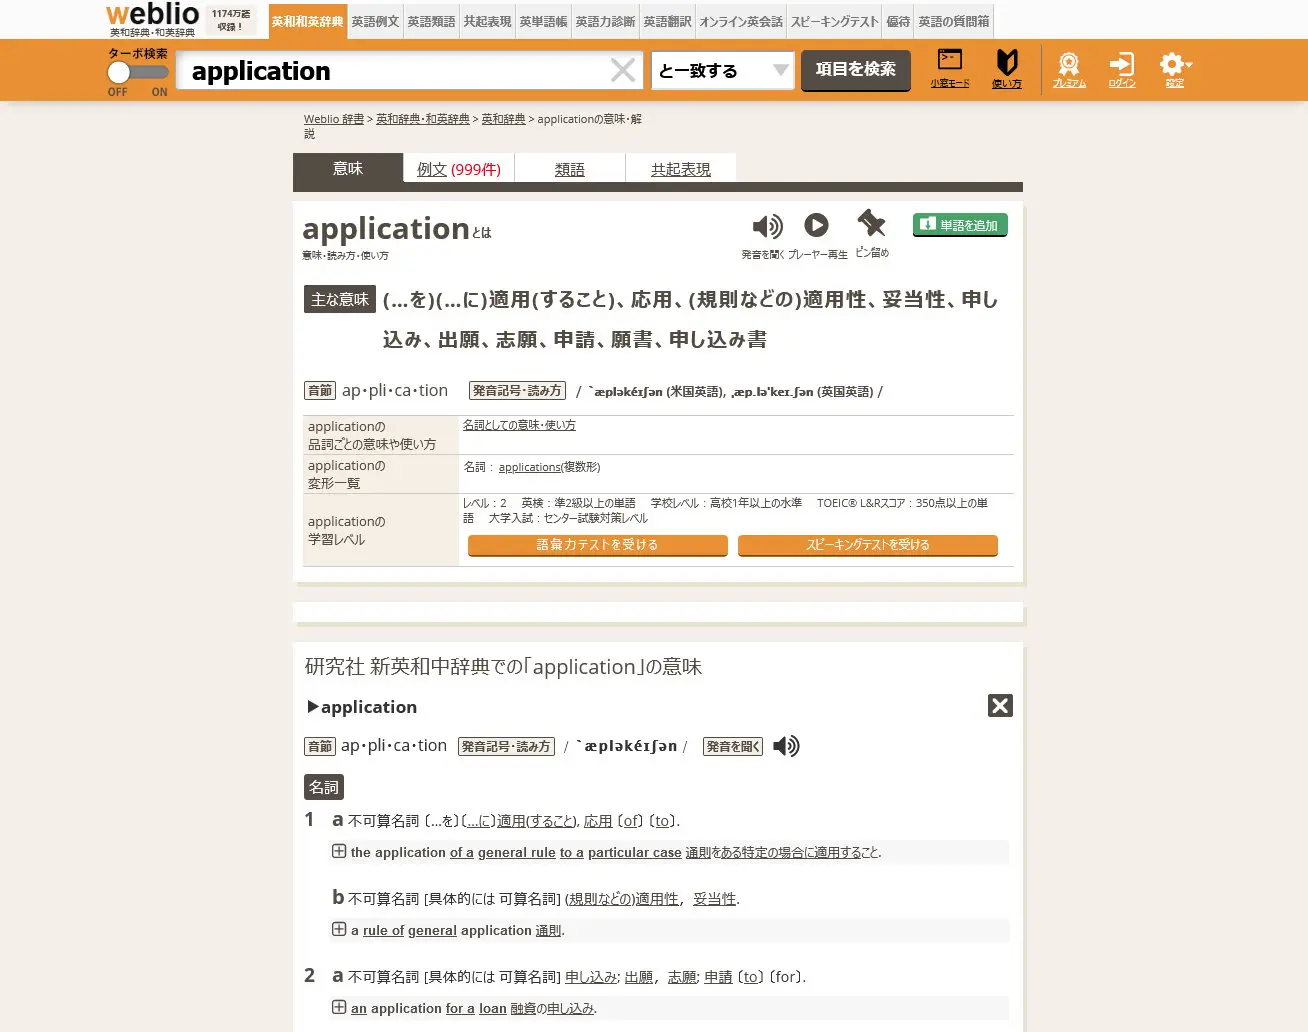 weblio
英和辞典・和英辞典
1174万語
収録！
英和和英辞典 英語例文 英語類語 共起表現 英単語帳 英語力診断 英語翻訳 オンライン英会話 スピーキングテスト 優待 英語の質問箱
ターボ検索
OFF ON
application
と一致する
項目を検索
小窓モード
使い方
プレミアム
ログイン
設定
Weblio 辞書 > 英和辞典・和英辞典 > 英和辞典 > applicationの意味・解
説
意味 例文 (999件) 類語 共起表現
applicationとは
意味・読み方・使い方
発音を聞く プレーヤー再生 ピン留め
単語を追加
主な意味 (…を)(…に)適用(すること)、応用、(規則などの)適用性、妥当性、申し
込み、出願、志願、申請、願書、申し込み書
音節 ap・pli・ca・tion 発音記号・読み方 / `æpləkéɪʃən (米国英語), ˌæp.lə'keɪ.ʃən (英国英語) /
applicationの
品詞ごとの意味や使い方
名詞としての意味・使い方
applicationの
変形一覧
名詞： applications(複数形)
applicationの
学習レベル
レベル：2 英検：準2級以上の単語 学校レベル：高校1年以上の水準 TOEIC® L&Rスコア：350点以上の単
語 大学入試：センター試験対策レベル
語彙力テストを受ける スピーキングテストを受ける
研究社 新英和中辞典での「application」の意味
▶application
音節 ap・pli・ca・tion 発音記号・読み方 / `æpləkéɪʃən / 発音を聞く
名詞
1 a 不可算名詞 〔…を〕〔…に〕適用(すること), 応用 〔of〕 〔to〕.
the application of a general rule to a particular case 通則をある特定の場合に適用すること.
b 不可算名詞 [具体的には 可算名詞] (規則などの)適用性, 妥当性.
a rule of general application 通則.
2 a 不可算名詞 [具体的には 可算名詞] 申し込み; 出願, 志願; 申請 〔to〕 〔for〕.
an application for a loan 融資の申し込み.